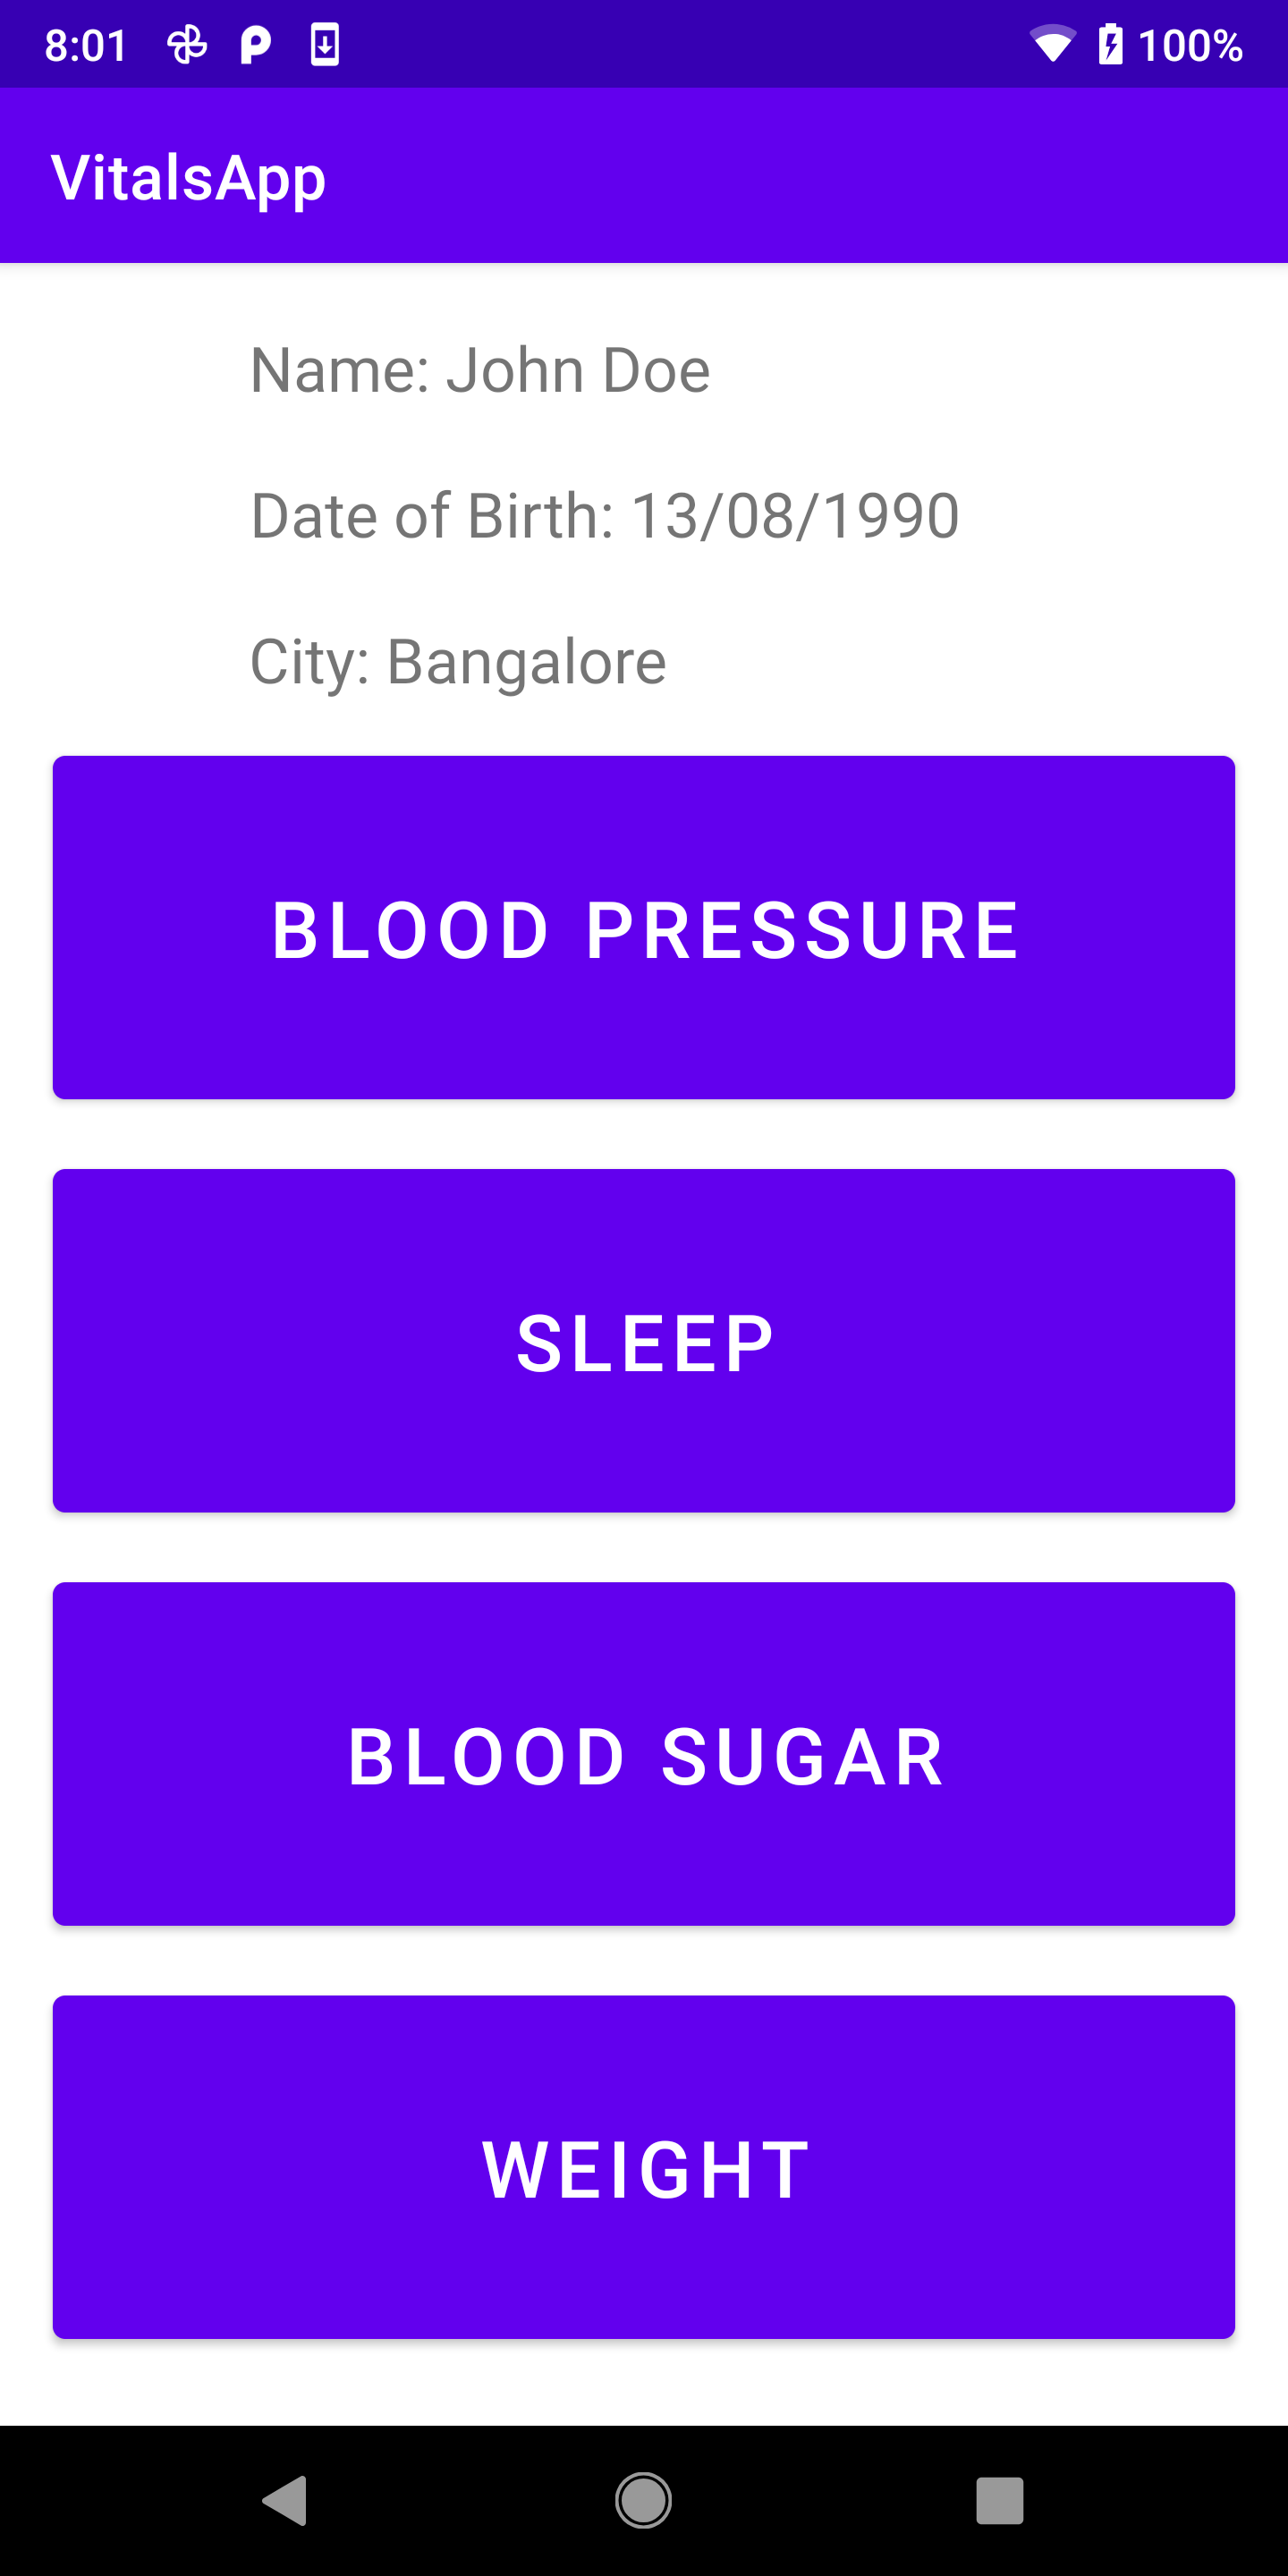 8:01 100%
VitalsApp
Name: John Doe
Date of Birth: 13/08/1990
City: Bangalore
BLOOD PRESSURE
SLEEP
BLOOD SUGAR
WEIGHT